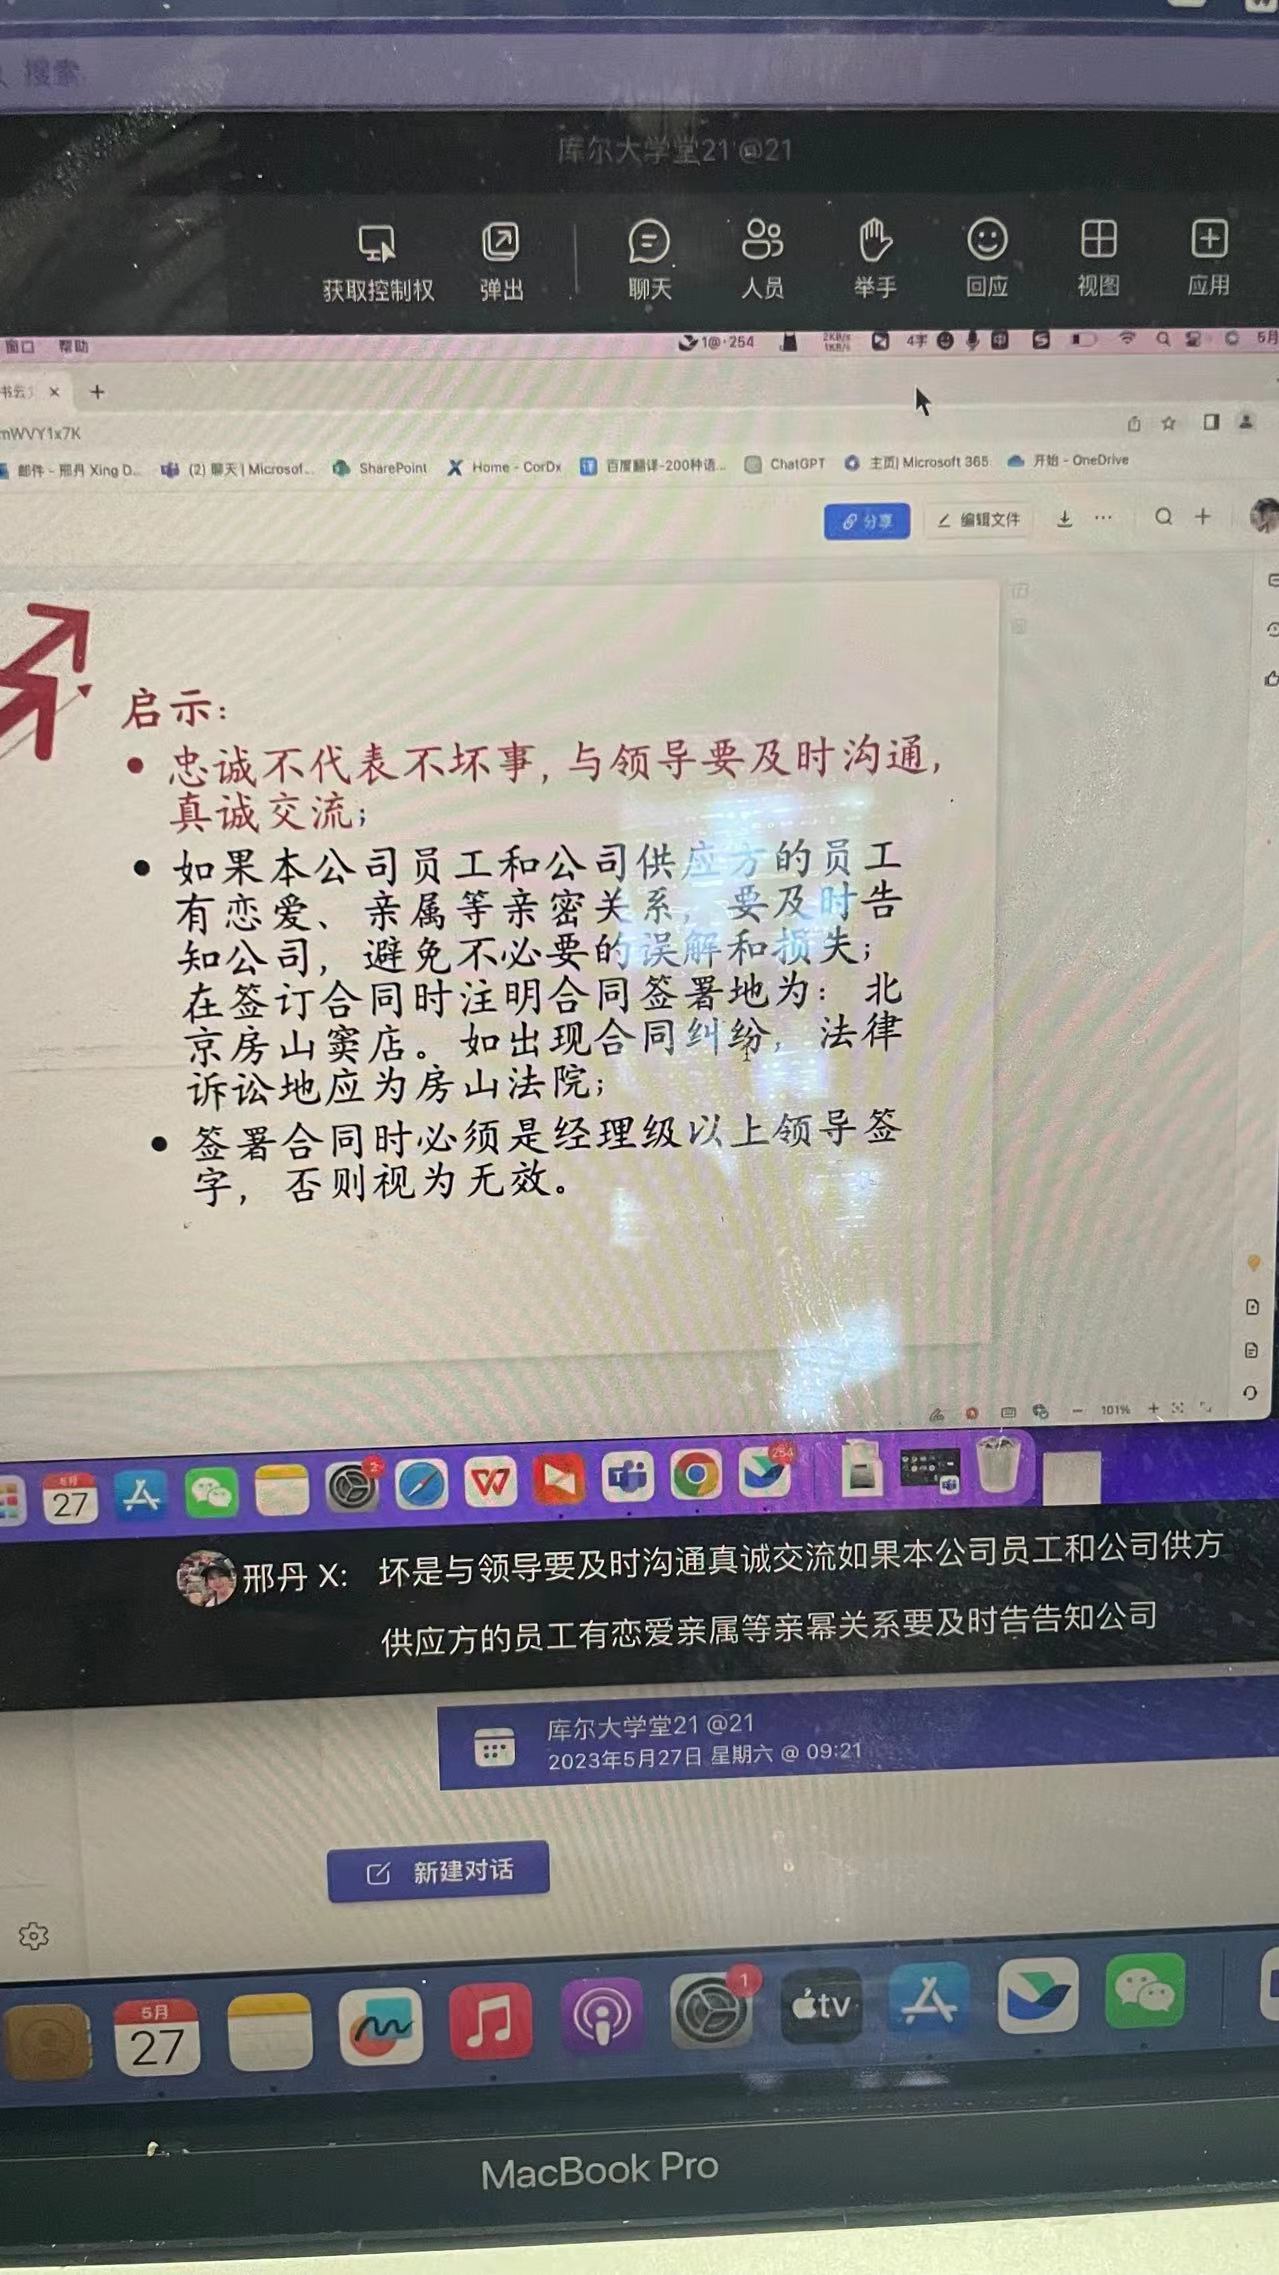 搜索
库尔大学堂21 @21
获取控制权 弹出 聊天 人员 举手 回应 视图 应用
窗口 帮助 1@·254 2KB/s 1KB/s 5月
mWVY1x7K
邮件 - 邢丹 Xing D... (2) 聊天 | Microsof... SharePoint Home - CorDx 百度翻译-200种语... ChatGPT 主页| Microsoft 365 开始 - OneDrive
分享 编辑文件
启示：
• 忠诚不代表不坏事，与领导要及时沟通，
真诚交流；
• 如果本公司员工和公司供应方的员工
有恋爱、亲属等亲密关系，要及时告
知公司，避免不必要的误解和损失；
在签订合同时注明合同签署地为：北
京房山窦店。如出现合同纠纷，法律
诉讼地应为房山法院；
• 签署合同时必须是经理级以上领导签
字，否则视为无效。
101%
5月
27
2
254
邢丹 X: 坏是与领导要及时沟通真诚交流如果本公司员工和公司供方
供应方的员工有恋爱亲属等亲幂关系要及时告告知公司
库尔大学堂21 @21
2023年5月27日 星期六 @ 09:21
新建对话
5月
27
1
tv
MacBook Pro